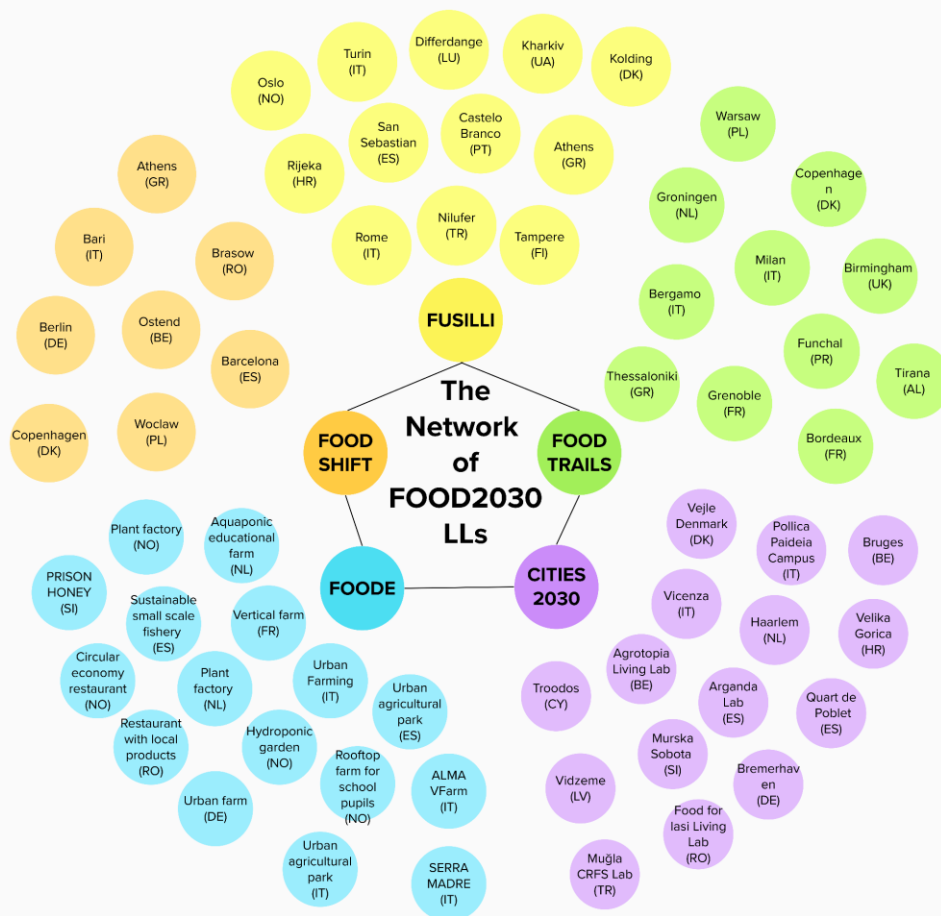 Differdange
(LU)
Kharkiv
(UA)
Turin
(IT)
Kolding
(DK)
Oslo
(NO)
San
Sebastian
(ES)
Castelo
Branco
(PT)
Athens
(GR)
Rijeka
(HR)
Nilufer
(TR)
Rome
(IT)
Tampere
(FI)
FUSILLI
Athens
(GR)
Bari
(IT)
Brasow
(RO)
Berlin
(DE)
Ostend
(BE)
Barcelona
(ES)
Copenhagen
(DK)
Woclaw
(PL)
FOOD
SHIFT
The
Network
of
FOOD2030
LLs
Warsaw
(PL)
Copenhage
n
(DK)
Groningen
(NL)
Milan
(IT)
Birmingham
(UK)
Bergamo
(IT)
Funchal
(PR)
Tirana
(AL)
Thessaloniki
(GR)
Grenoble
(FR)
Bordeaux
(FR)
FOOD
TRAILS
FOODE
CITIES
2030
Plant factory
(NO)
Aquaponic
educational
farm
(NL)
PRISON
HONEY
(SI)
Sustainable
small scale
fishery
(ES)
Vertical farm
(FR)
Circular
economy
restaurant
(NO)
Plant
factory
(NL)
Urban
Farming
(IT)
Urban
agricultural
park
(ES)
Restaurant
with local
products
(RO)
Hydroponic
garden
(NO)
Rooftop
farm for
school
pupils
(NO)
ALMA
VFarm
(IT)
Urban farm
(DE)
Urban
agricultural
park
(IT)
SERRA
MADRE
(IT)
Vejle
Denmark
(DK)
Pollica
Paideia
Campus
(IT)
Bruges
(BE)
Vicenza
(IT)
Haarlem
(NL)
Velika
Gorica
(HR)
Agrotopia
Living Lab
(BE)
Troodos
(CY)
Arganda
Lab
(ES)
Quart de
Poblet
(ES)
Murska
Sobota
(SI)
Bremerhav
en
(DE)
Vidzeme
(LV)
Food for
Iasi Living
Lab
(RO)
Muğla
CRFS Lab
(TR)